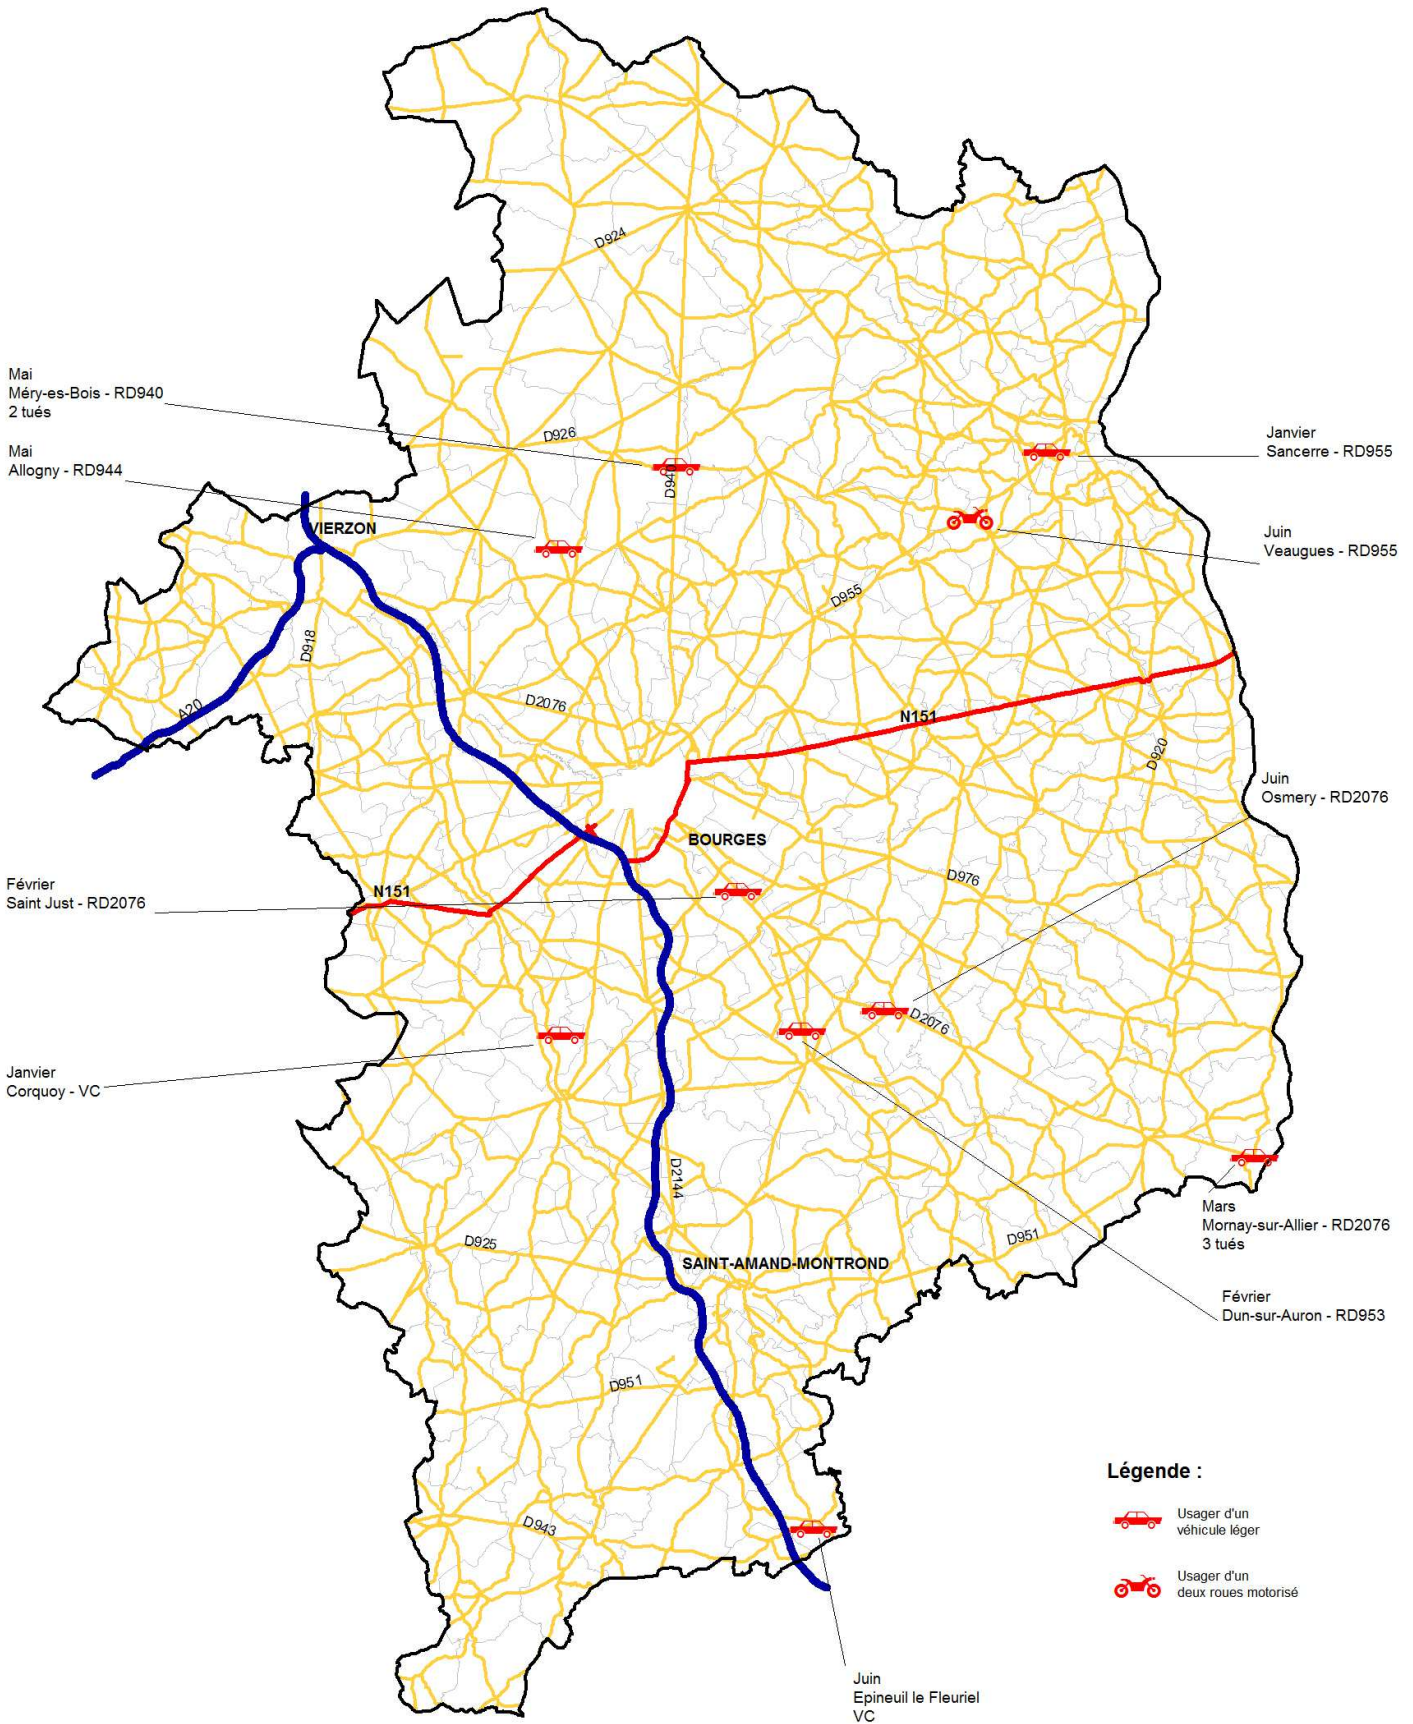 D924
Mai
Méry-es-Bois - RD940
2 tués
D926
Janvier
Sancerre - RD955
Mai
Allogny - RD944
D940
VIERZON
Juin
Veaugues - RD955
D955
D918
A20
D2076
N151
D920
Juin
Osmery - RD2076
BOURGES
D976
Février
Saint Just - RD2076
N151
D2076
Janvier
Corquoy - VC
D2144
Mars
Mornay-sur-Allier - RD2076
3 tués
D925
D951
SAINT-AMAND-MONTROND
Février
Dun-sur-Auron - RD953
D951
Légende :
Usager d'un
véhicule léger
D943
Usager d'un
deux roues motorisé
Juin
Epineuil le Fleuriel
VC